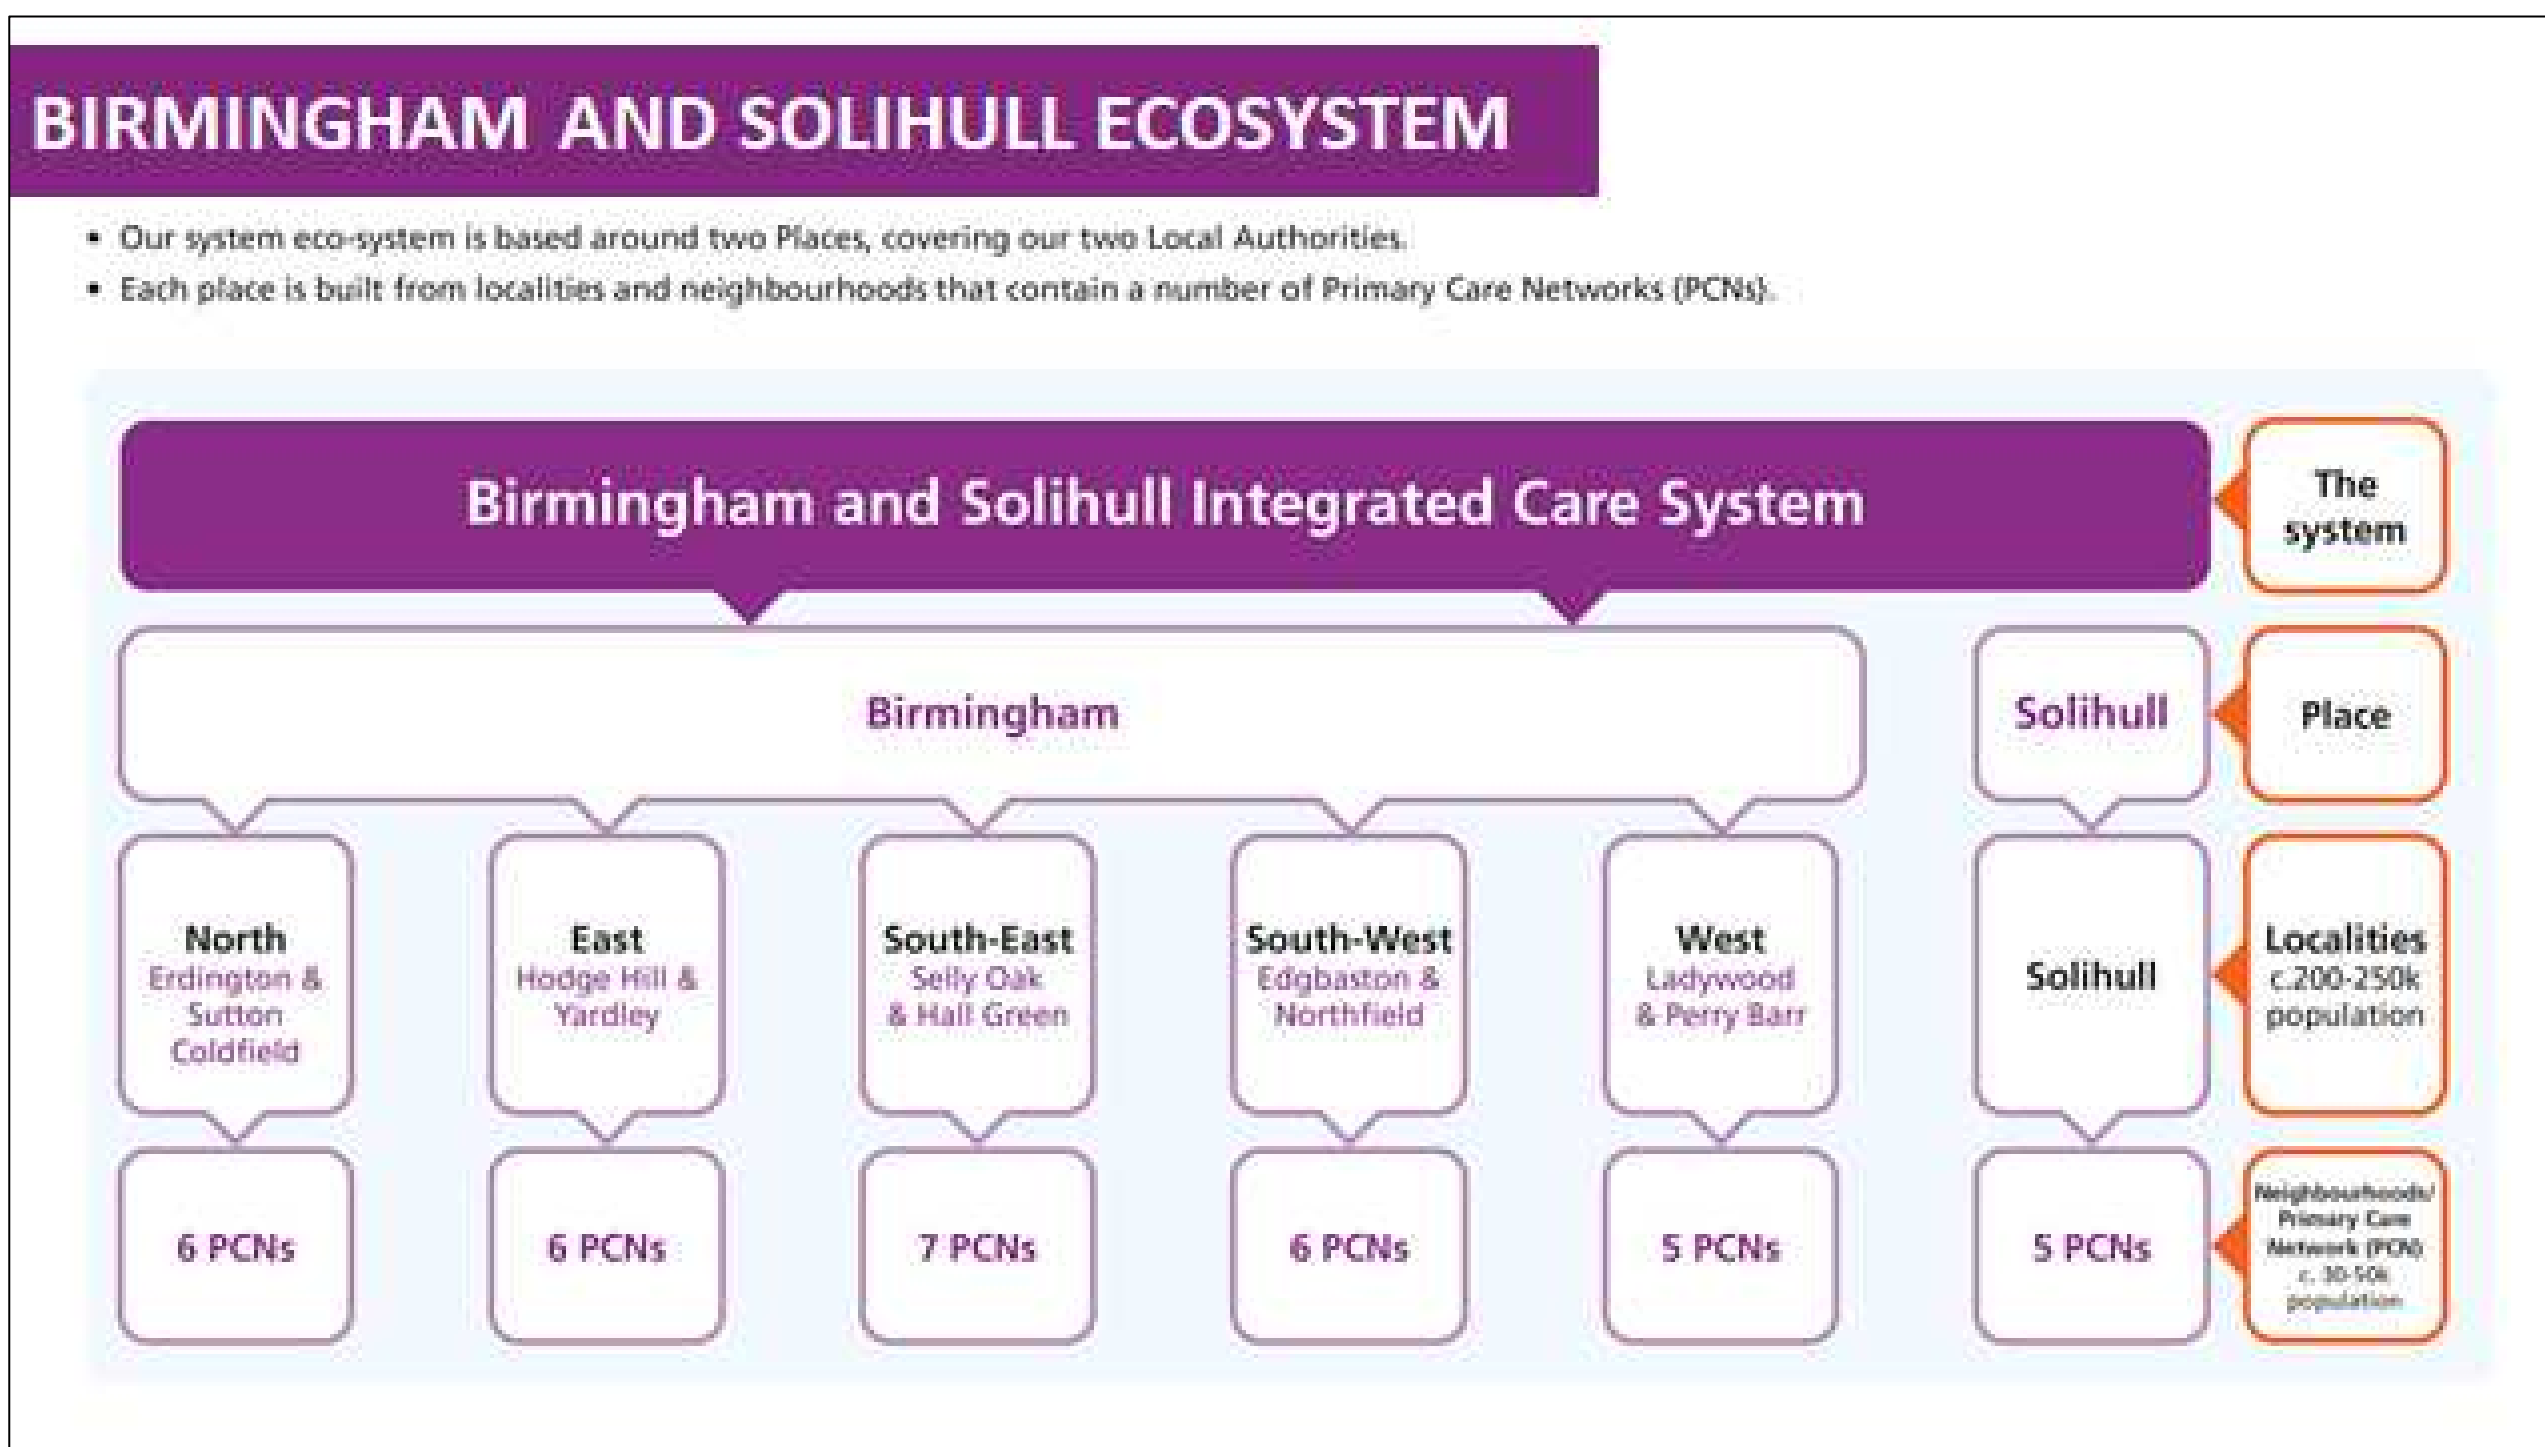 BIRMINGHAM AND SOLIHULL ECOSYSTEM
• Our system eco-system is based around two Places, covering our two Local Authorities.
• Each place is built from localities and neighbourhoods that contain a number of Primary Care Networks (PCNs).
Birmingham and Solihull Integrated Care System
The
system
Birmingham
Solihull
Place
North
Erdington &
Sutton
Coldfield
East
Hodge Hill &
Yardley
South-East
Selly Oak
& Hall Green
South-West
Edgbaston &
Northfield
West
Ladywood
& Perry Barr
Solihull
Localities
c.200-250k
population
6 PCNs
6 PCNs
7 PCNs
6 PCNs
5 PCNs
5 PCNs
Neighbourhoods/
Primary Care
Network (PCN)
c. 30-50k
population